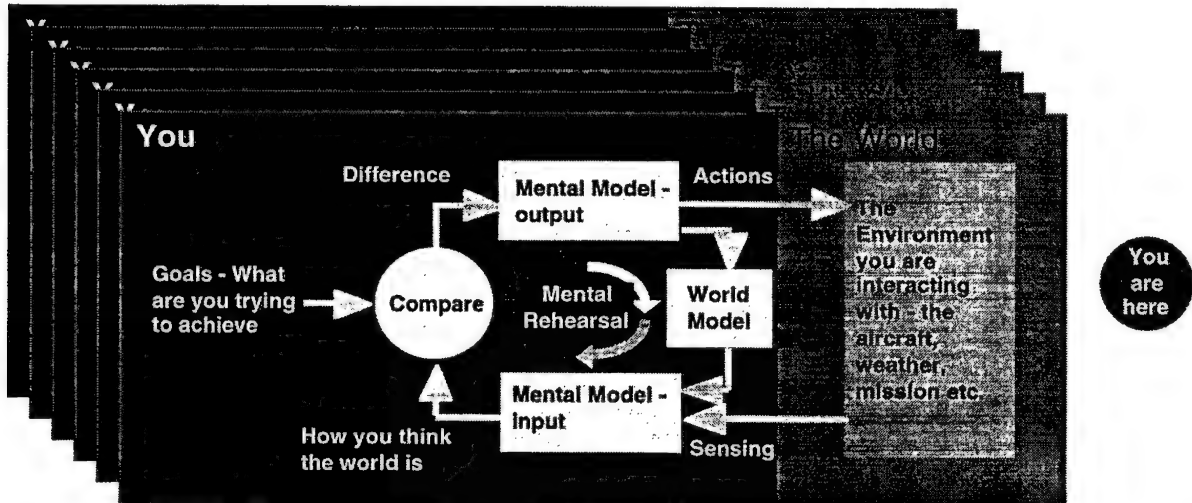 You
The World
Difference
Mental Model -
output
Actions
The
Environment
you are
interacting
with - the
aircraft,
weather,
mission etc.
Goals - What
are you trying
to achieve
Compare
Mental
Rehearsal
World
Model
You
are
here
Mental Model -
input
How you think
the world is
Sensing